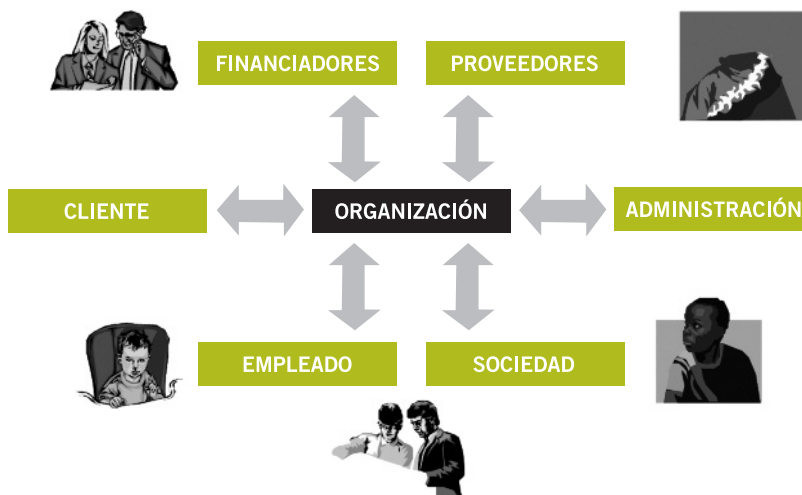 FINANCIADORES
PROVEEDORES
CLIENTE
ORGANIZACIÓN
ADMINISTRACIÓN
EMPLEADO
SOCIEDAD